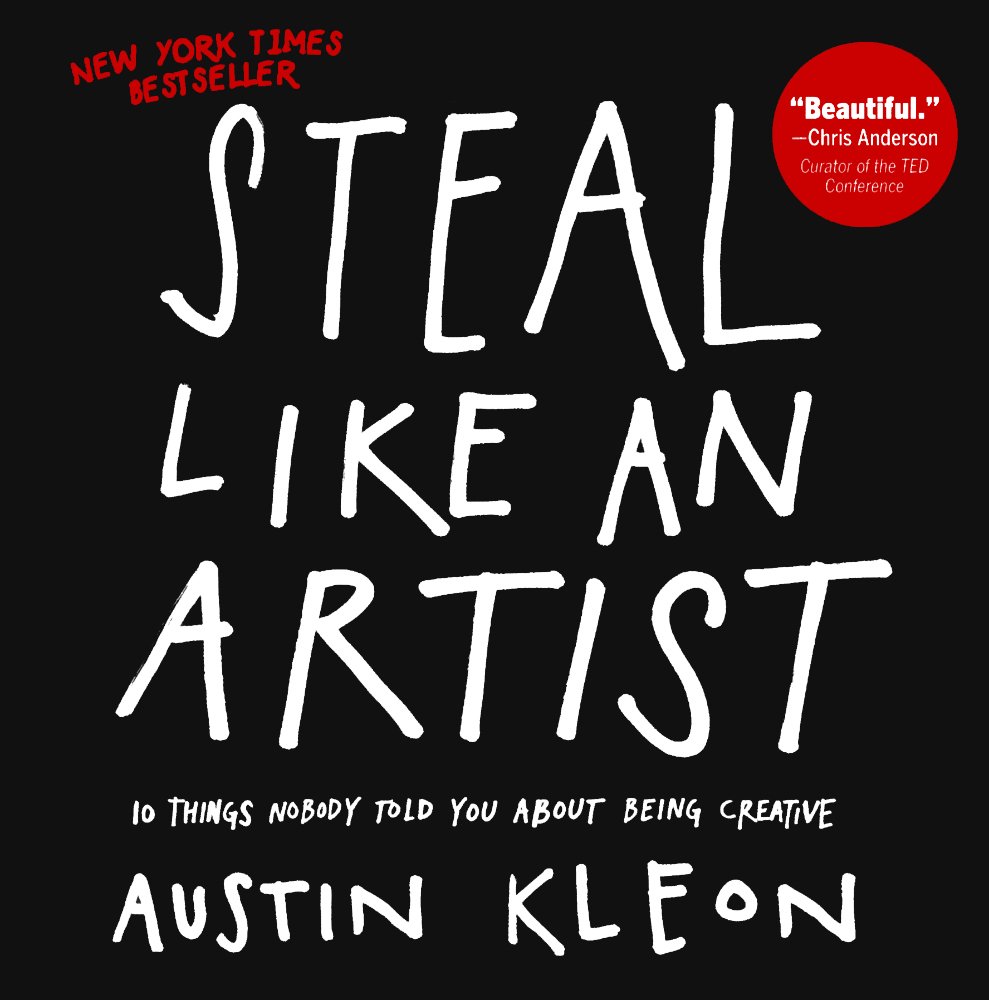 NEW YORK TIMES
BESTSELLER
“Beautiful.”
—Chris Anderson
Curator of the TED
Conference
STEAL
LIKE AN
ARTIST
10 THINGS NOBODY TOLD YOU ABOUT BEING CREATIVE
AUSTIN KLEON